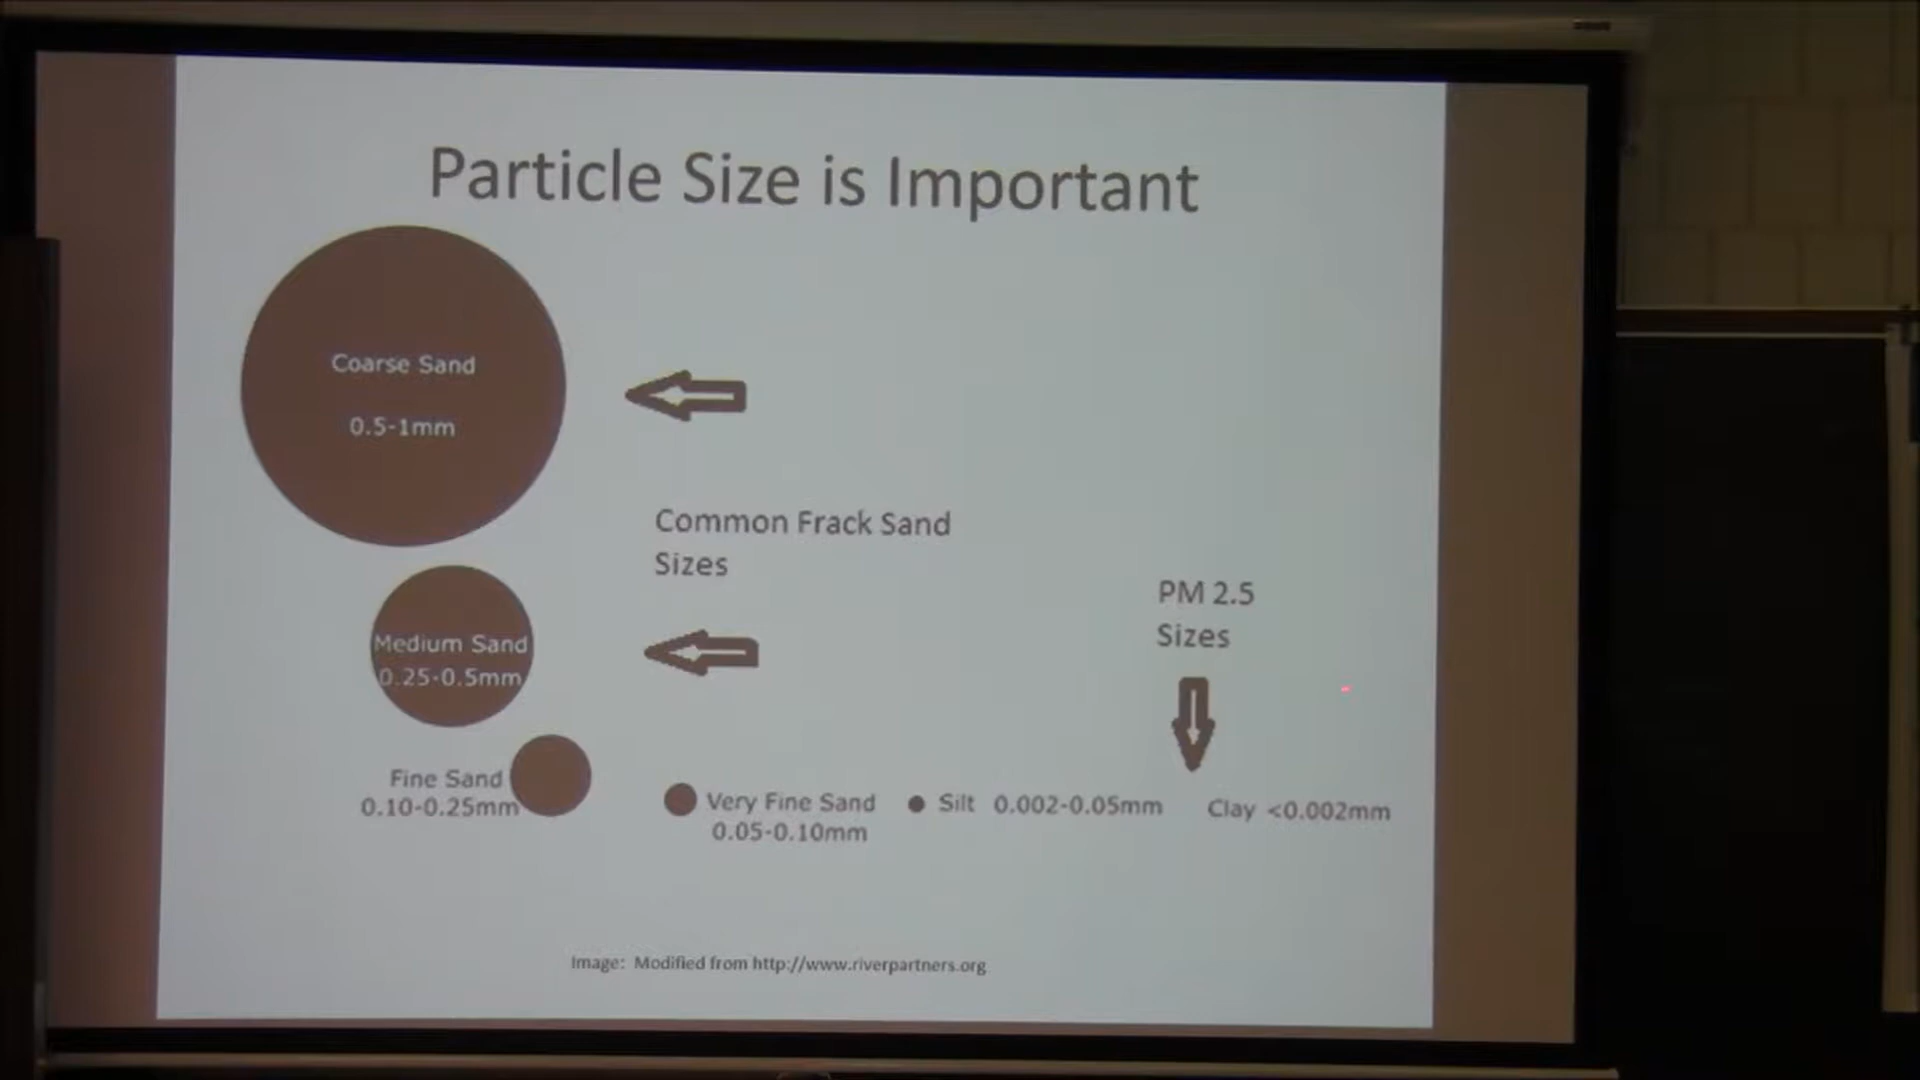 Particle Size is Important
Coarse Sand
0.5-1mm
Common Frack Sand
Sizes
PM 2.5
Sizes
Medium Sand
0.25-0.5mm
Fine Sand
0.10-0.25mm
Very Fine Sand
0.05-0.10mm
Silt 0.002-0.05mm
Clay <0.002mm
Image: Modified from http://www.riverpartners.org